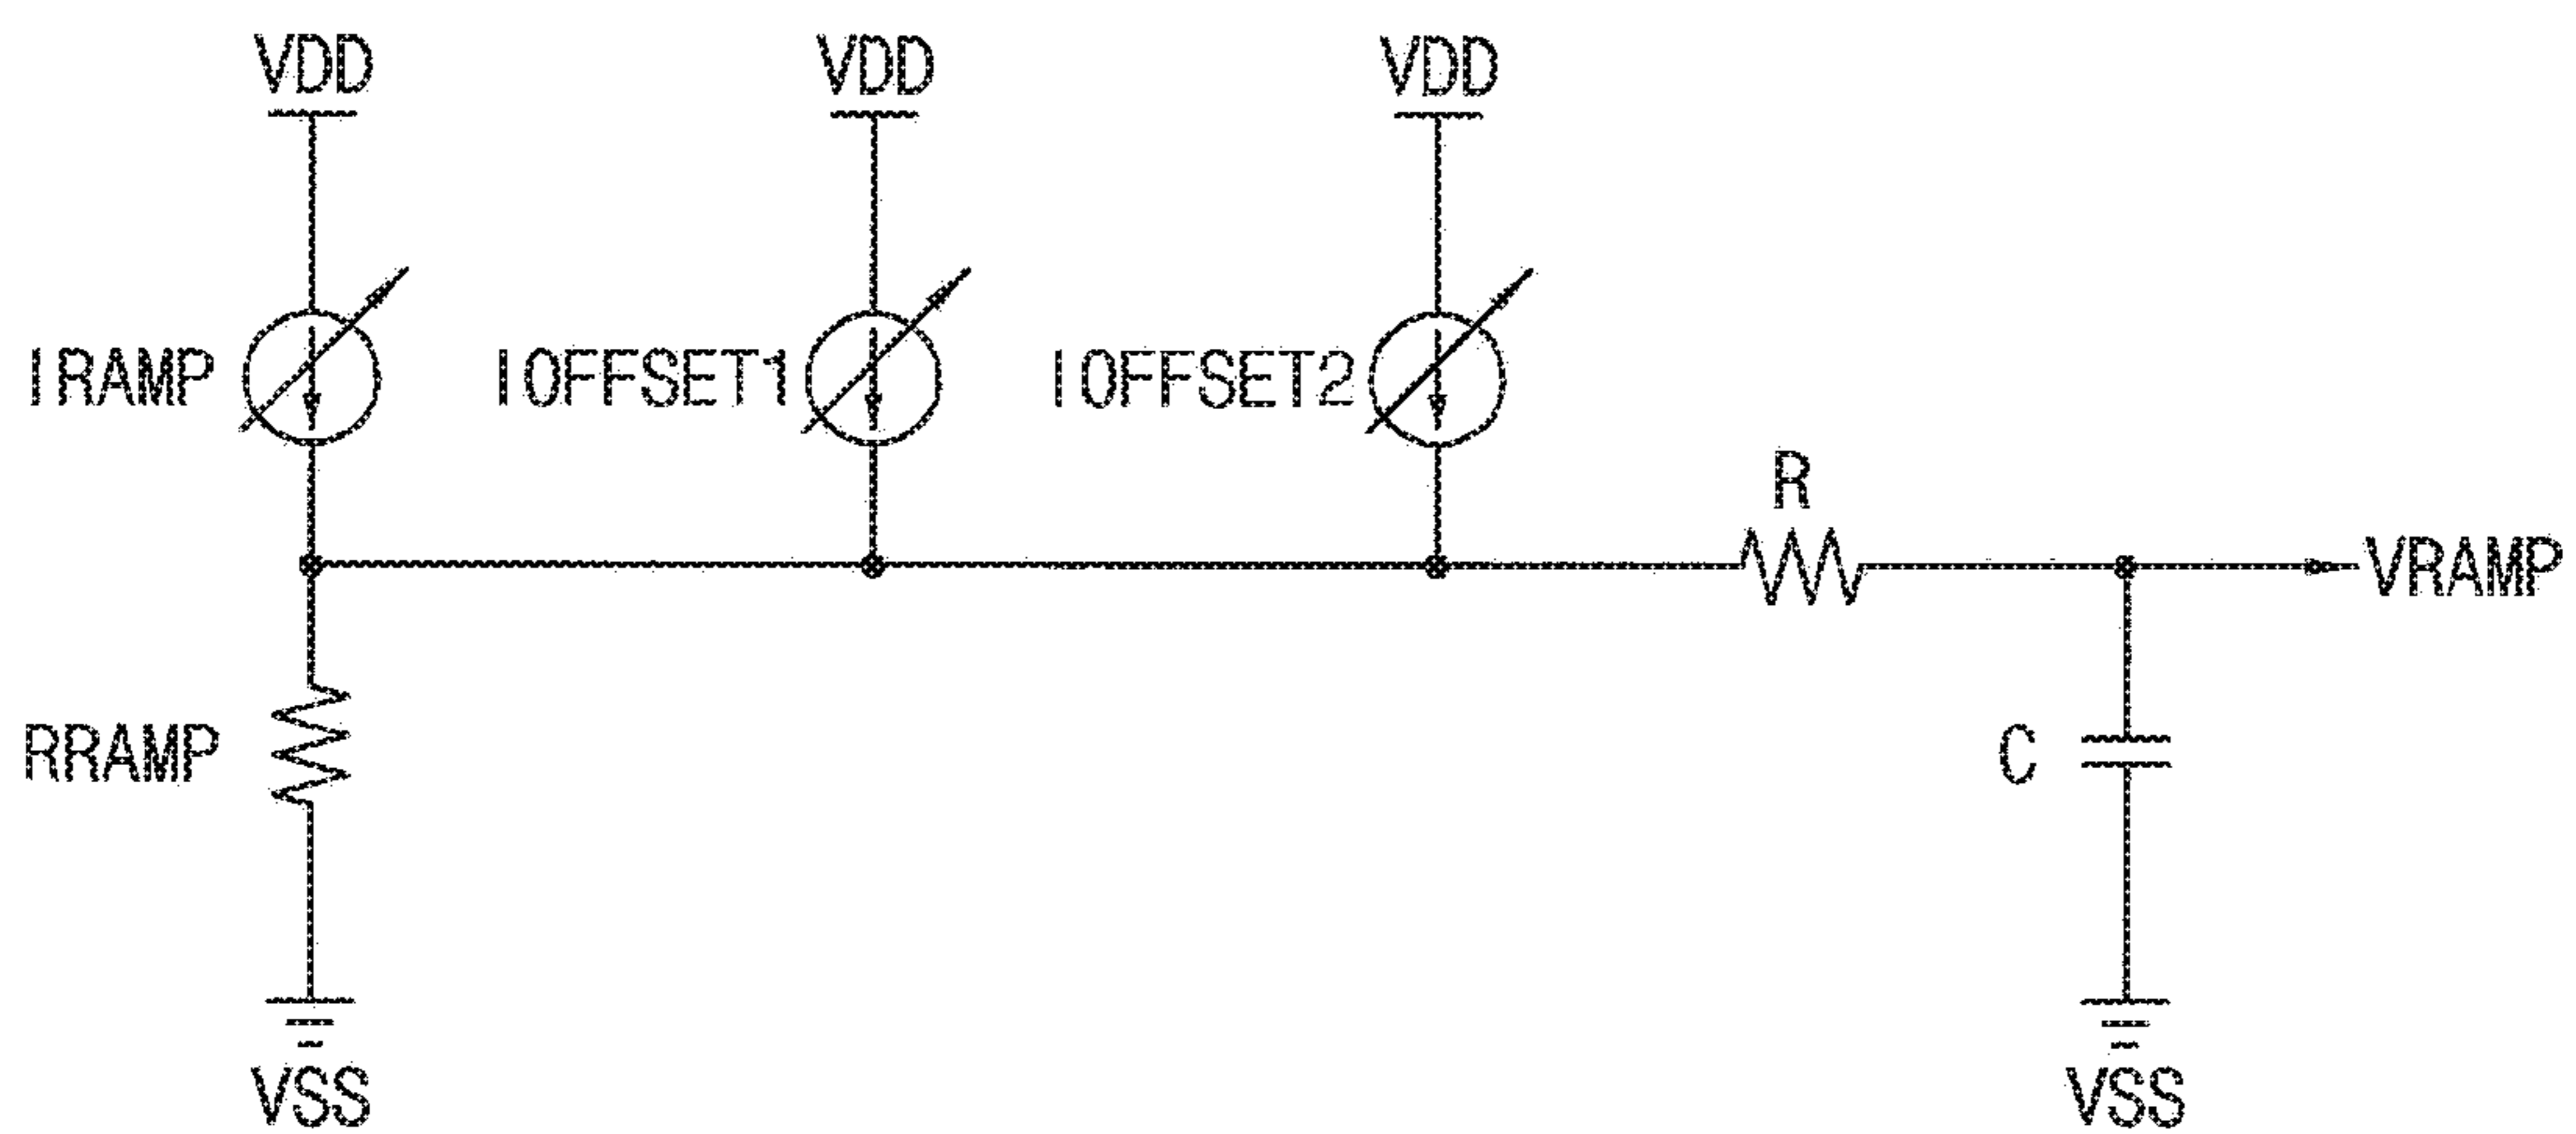 VDD VDD VDD
IRAMP IOFFSET1 IOFFSET2
R
VRAMP
RRAMP C
VSS VSS